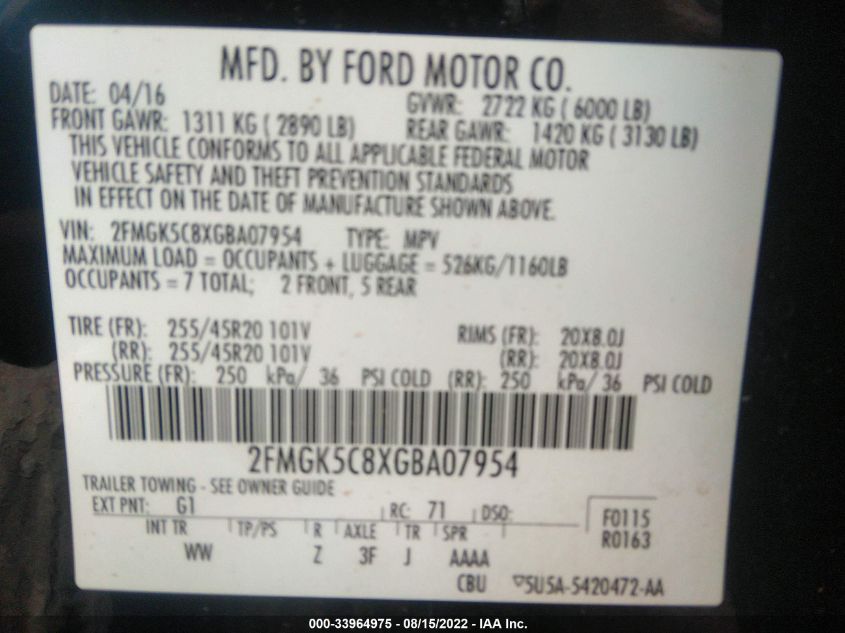 MFD. BY FORD MOTOR CO.
DATE: 04/16 GVWR: 2722 KG ( 6000 LB)
FRONT GAWR: 1311 KG ( 2890 LB) REAR GAWR: 1420 KG ( 3130 LB)
THIS VEHICLE CONFORMS TO ALL APPLICABLE FEDERAL MOTOR
VEHICLE SAFETY AND THEFT PREVENTION STANDARDS
IN EFFECT ON THE DATE OF MANUFACTURE SHOWN ABOVE.
VIN: 2FMGK5C8XGBA07954 TYPE: MPV
MAXIMUM LOAD = OCCUPANTS + LUGGAGE = 526KG/1160LB
OCCUPANTS = 7 TOTAL; 2 FRONT, 5 REAR
TIRE (FR): 255/45R20 101V RIMS (FR): 20X8.0J
(RR): 255/45R20 101V (RR): 20X8.0J
PRESSURE (FR): 250 kPa/ 36 PSI COLD (RR): 250 kPa/ 36 PSI COLD
2FMGK5C8XGBA07954
TRAILER TOWING - SEE OWNER GUIDE
EXT PNT: G1 RC: 71 DSO: F0115
INT TR TP/PS R AXLE TR SPR R0163
WW Z 3F J AAAA
CBU ▽5U5A-5420472-AA
000-33964975 - 08/15/2022 - IAA Inc.